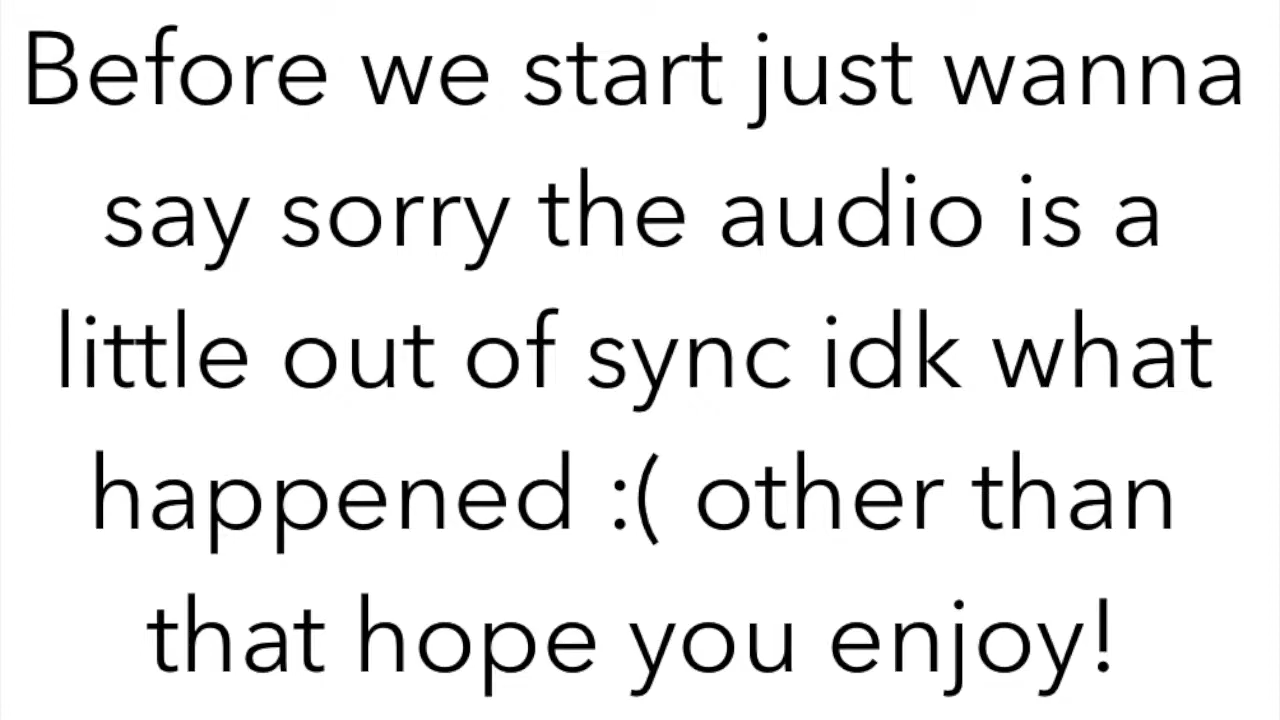 Before we start just wanna
say sorry the audio is a
little out of sync idk what
happened :( other than
that hope you enjoy!